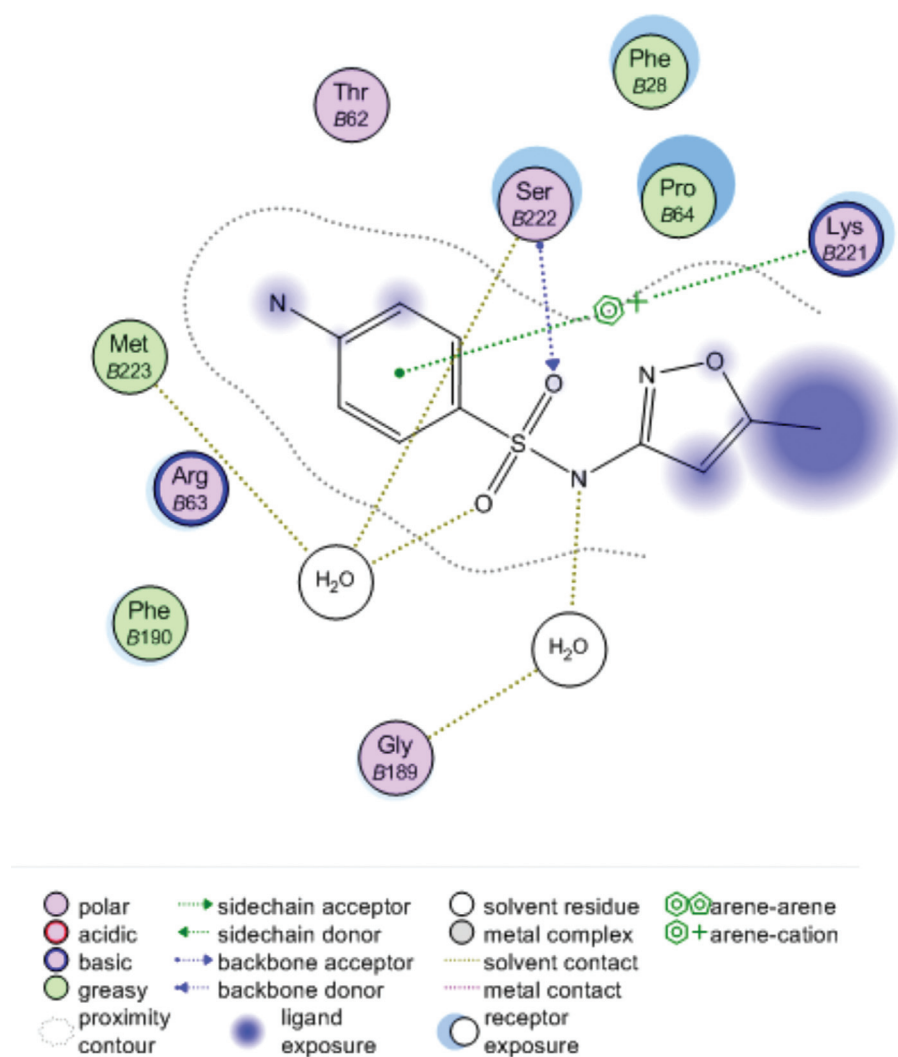 Phe
B28
Thr
B62
Ser
B222
Pro
B64
Lys
B221
N
+
Met
B223
O
N
O
Arg
B63
S
N
O
H₂O
Phe
B190
H₂O
Gly
B189
polar
acidic
basic
greasy
proximity
contour
sidechain acceptor
sidechain donor
backbone acceptor
backbone donor
ligand
exposure
solvent residue
metal complex
solvent contact
metal contact
receptor
exposure
arene-arene
+ arene-cation